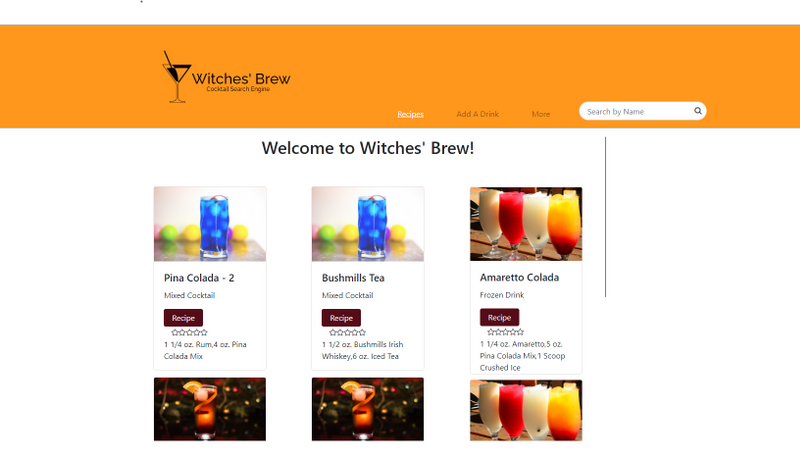 Witches' Brew
Cocktail Search Engine
Recipes
Add A Drink
More
Search by Name
Welcome to Witches' Brew!
Pina Colada - 2
Mixed Cocktail
Recipe
1 1/4 oz. Rum,4 oz. Pina
Colada Mix
Bushmills Tea
Mixed Cocktail
Recipe
1 1/2 oz. Bushmills Irish
Whiskey,6 oz. Iced Tea
Amaretto Colada
Frozen Drink
Recipe
1 1/4 oz. Amaretto,5 oz.
Pina Colada Mix,1 Scoop
Crushed Ice